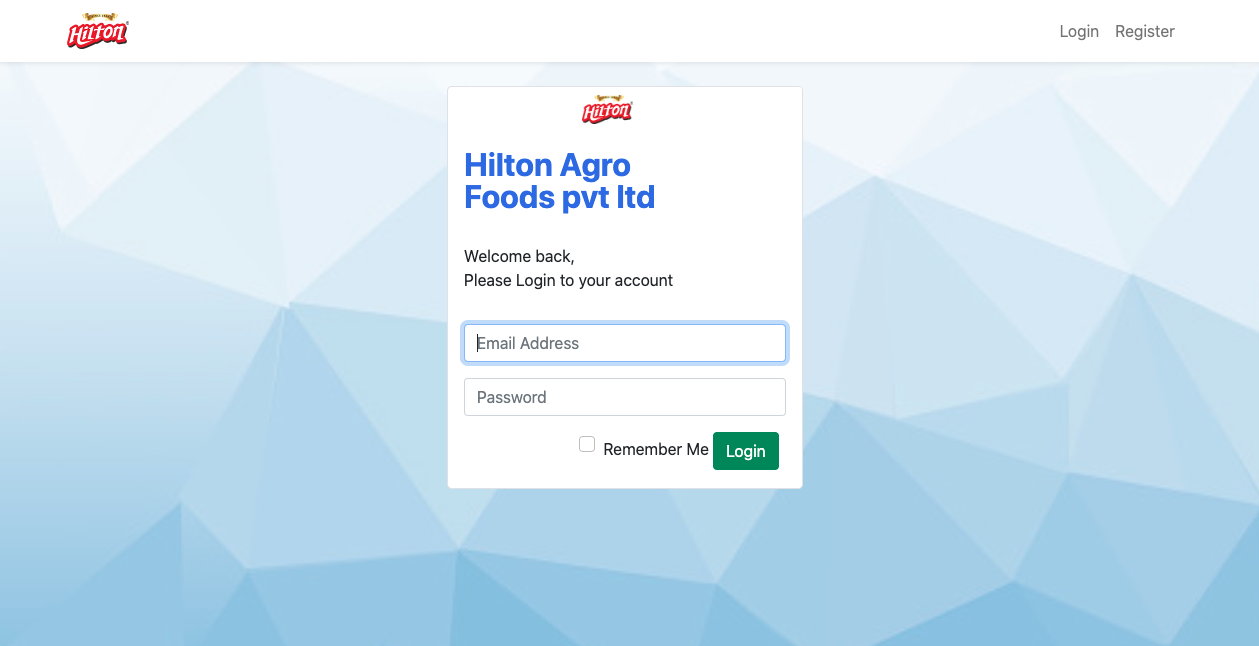 Hilton
Login Register
Hilton
Hilton Agro
Foods pvt ltd
Welcome back,
Please Login to your account
Email Address
Password
Remember Me Login